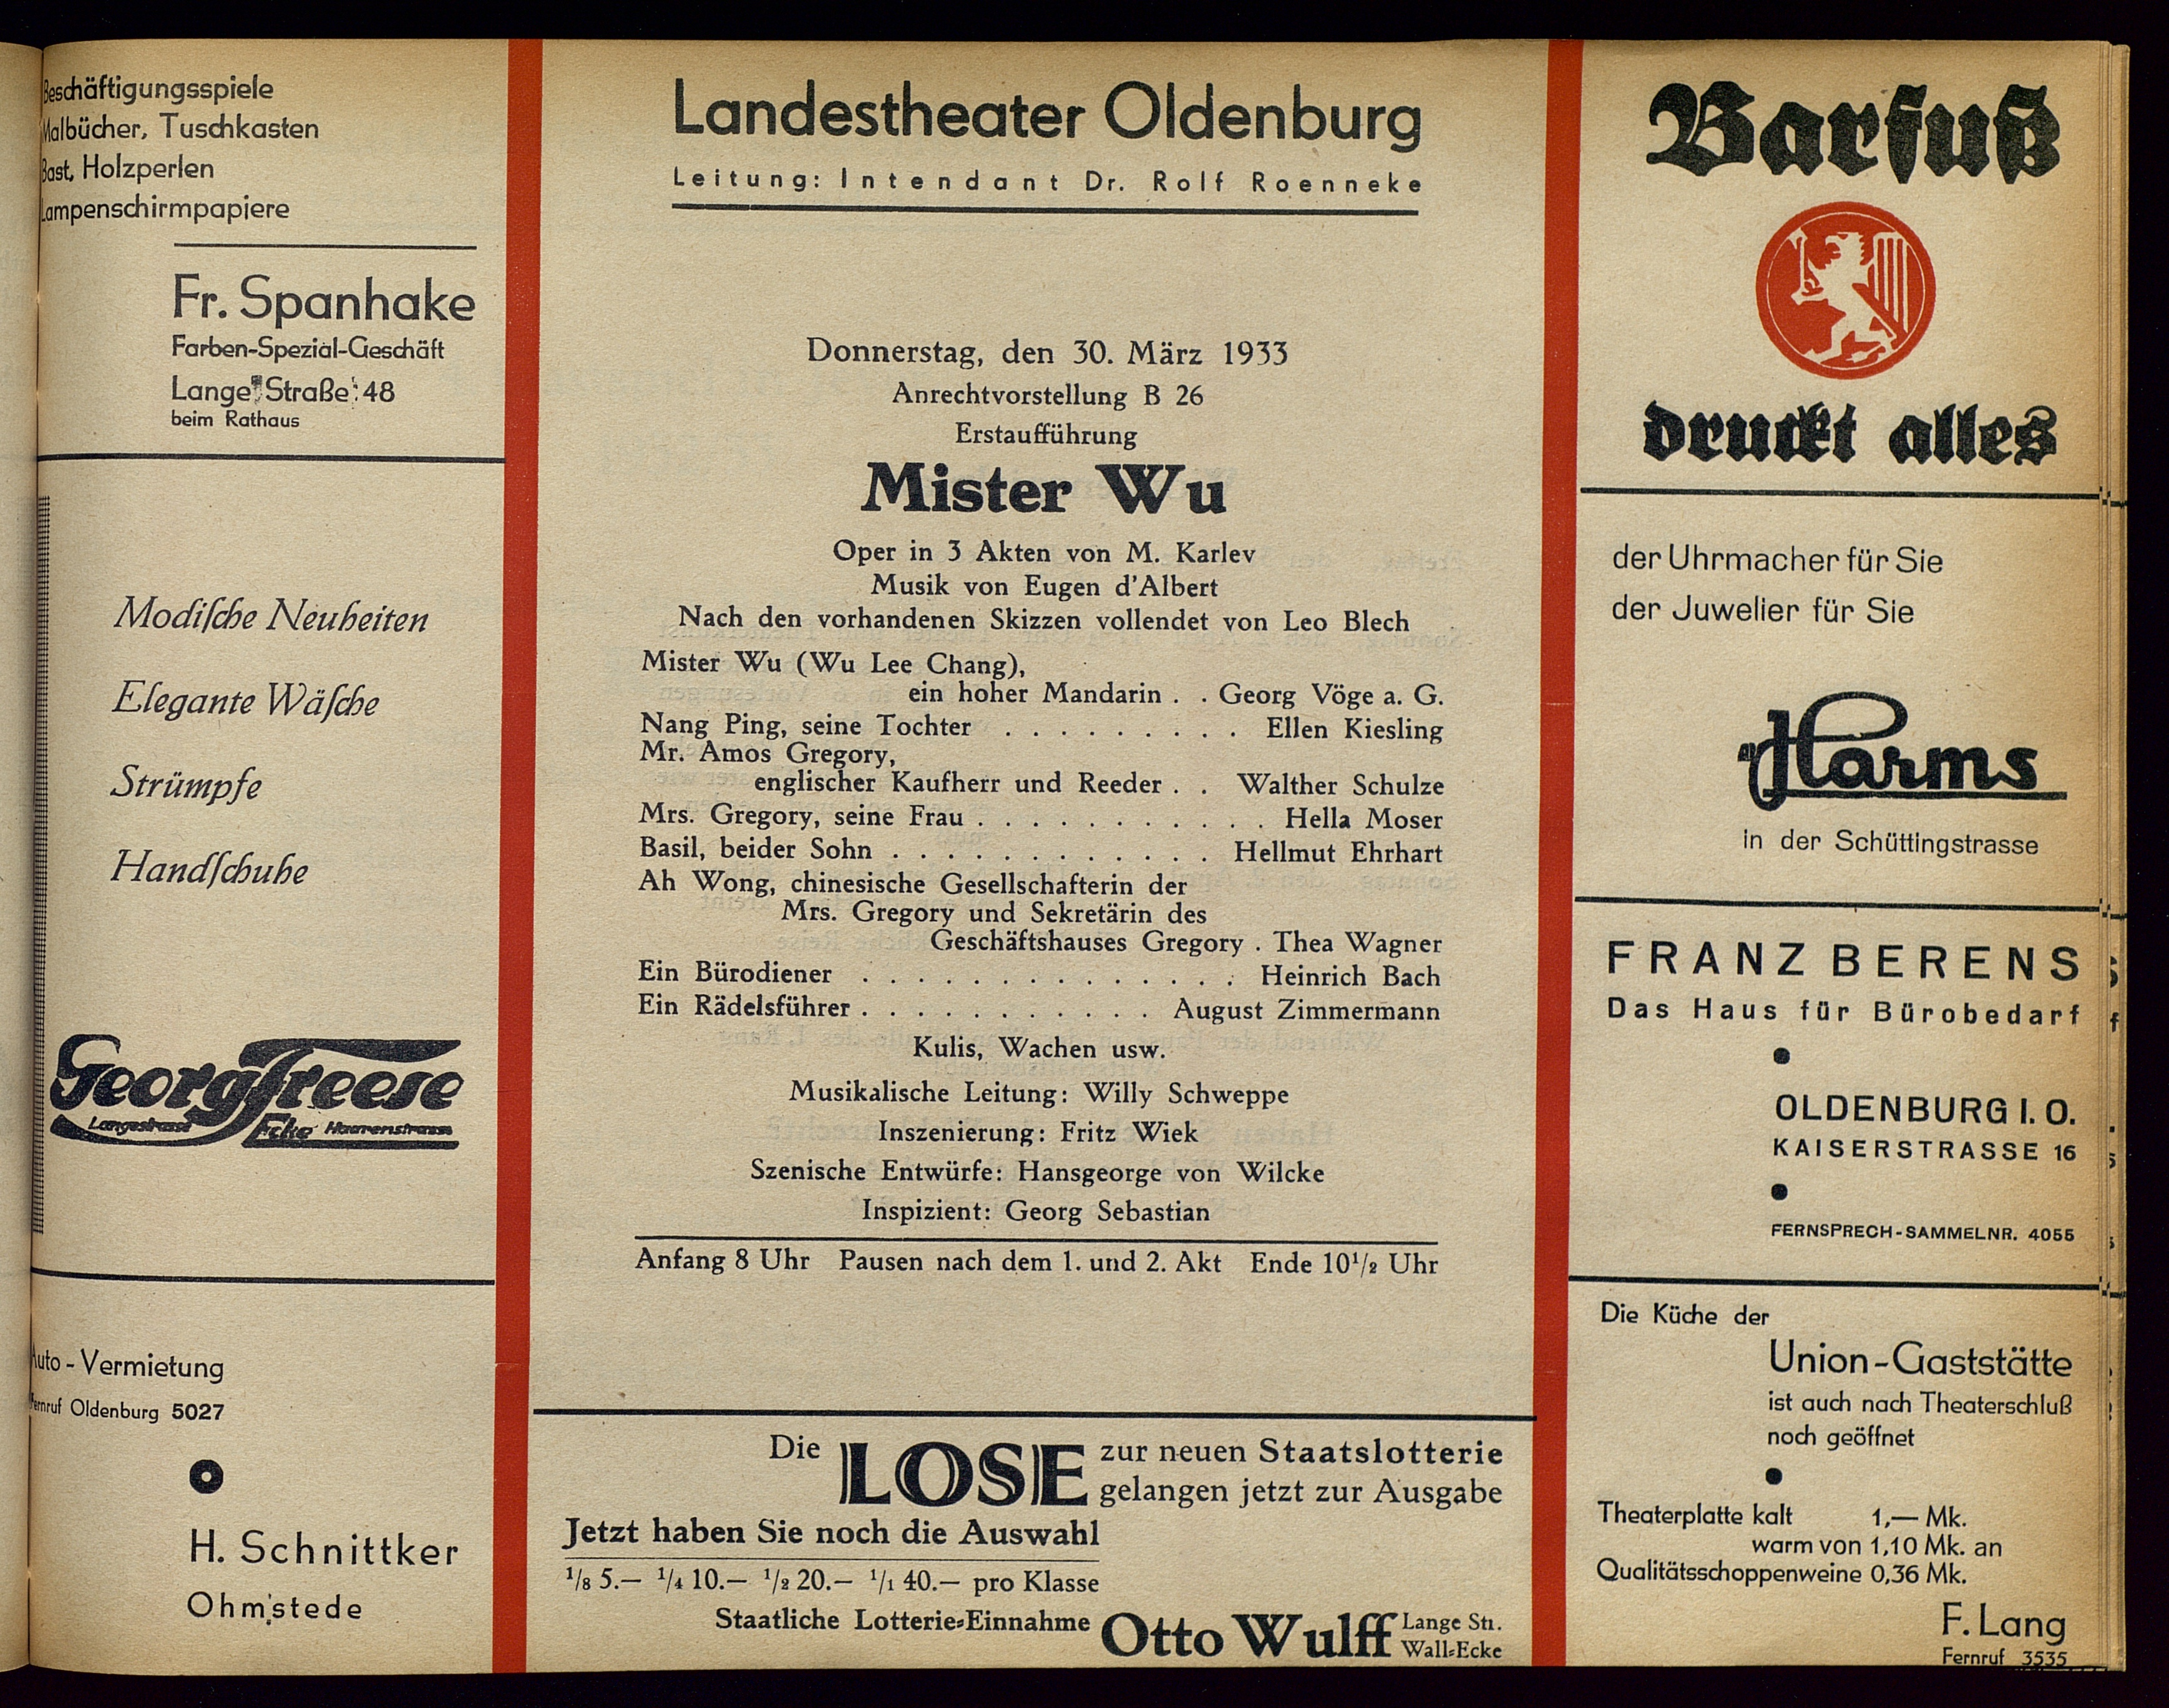 Beschäftigungsspiele
Malbücher, Tuschkasten
Bast, Holzperlen
Lampenschirmpapiere
Fr. Spanhake
Farben-Spezial-Geschäft
Lange Straße 48
beim Rathaus
Modische Neuheiten
Elegante Wäsche
Strümpfe
Handschuhe
Georg Freese
Langestrasse Ecke Haarenstrasse
Auto - Vermietung
Fernruf Oldenburg 5027
H. Schnittker
Ohmstede
Landestheater Oldenburg
Leitung: Intendant Dr. Rolf Roenneke
Donnerstag, den 30. März 1933
Anrechtvorstellung B 26
Erstaufführung
Mister Wu
Oper in 3 Akten von M. Karlev
Musik von Eugen d'Albert
Nach den vorhandenen Skizzen vollendet von Leo Blech
Mister Wu (Wu Lee Chang),
ein hoher Mandarin . . Georg Vöge a. G.
Nang Ping, seine Tochter . . . . . . . . . Ellen Kiesling
Mr. Amos Gregory,
englischer Kaufherr und Reeder . . Walther Schulze
Mrs. Gregory, seine Frau . . . . . . . . . . . Hella Moser
Basil, beider Sohn . . . . . . . . . . . . Hellmut Ehrhart
Ah Wong, chinesische Gesellschafterin der
Mrs. Gregory und Sekretärin des
Geschäftshauses Gregory . Thea Wagner
Ein Bürodiener . . . . . . . . . . . . . . Heinrich Bach
Ein Rädelsführer . . . . . . . . . . . August Zimmermann
Kulis, Wachen usw.
Musikalische Leitung: Willy Schweppe
Inszenierung: Fritz Wiek
Szenische Entwürfe: Hansgeorge von Wilcke
Inspizient: Georg Sebastian
Anfang 8 Uhr Pausen nach dem 1. und 2. Akt Ende 10½ Uhr
Die LOSE zur neuen Staatslotterie
gelangen jetzt zur Ausgabe
Jetzt haben Sie noch die Auswahl
1/8 5.— 1/4 10.— 1/2 20.— 1/1 40.— pro Klasse
Staatliche Lotterie-Einnahme Otto Wulff Lange Str.
Wall-Ecke
Barfuß
druckt alles
der Uhrmacher für Sie
der Juwelier für Sie
Harms
in der Schüttingstrasse
FRANZ BERENS
Das Haus für Bürobedarf
OLDENBURG I. O.
KAISERSTRASSE 16
FERNSPRECH-SAMMELNR. 4055
Die Küche der
Union-Gaststätte
ist auch nach Theaterschluß
noch geöffnet
Theaterplatte kalt 1,— Mk.
warm von 1,10 Mk. an
Qualitätsschoppenweine 0,36 Mk.
F. Lang
Fernruf 3535